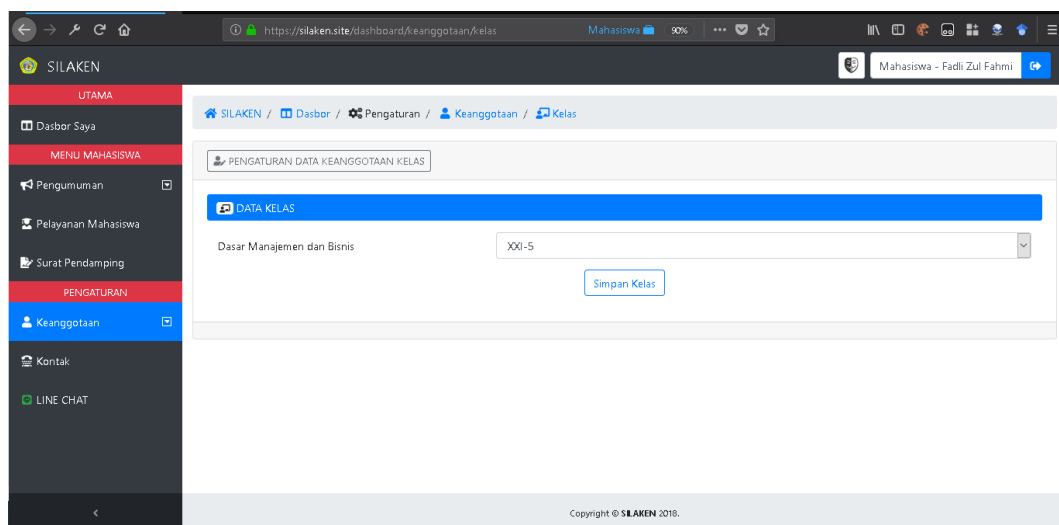 https://silaken.site/dashboard/keanggotaan/kelas
Mahasiswa
90%
SILAKEN
Mahasiswa - Fadli Zul Fahmi
UTAMA
Dasbor Saya
MENU MAHASISWA
Pengumuman
Pelayanan Mahasiswa
Surat Pendamping
PENGATURAN
Keanggotaan
Kontak
LINE CHAT
SILAKEN / Dasbor / Pengaturan / Keanggotaan / Kelas
PENGATURAN DATA KEANGGOTAAN KELAS
DATA KELAS
Dasar Manajemen dan Bisnis
XXI-5
Simpan Kelas
Copyright © SILAKEN 2018.